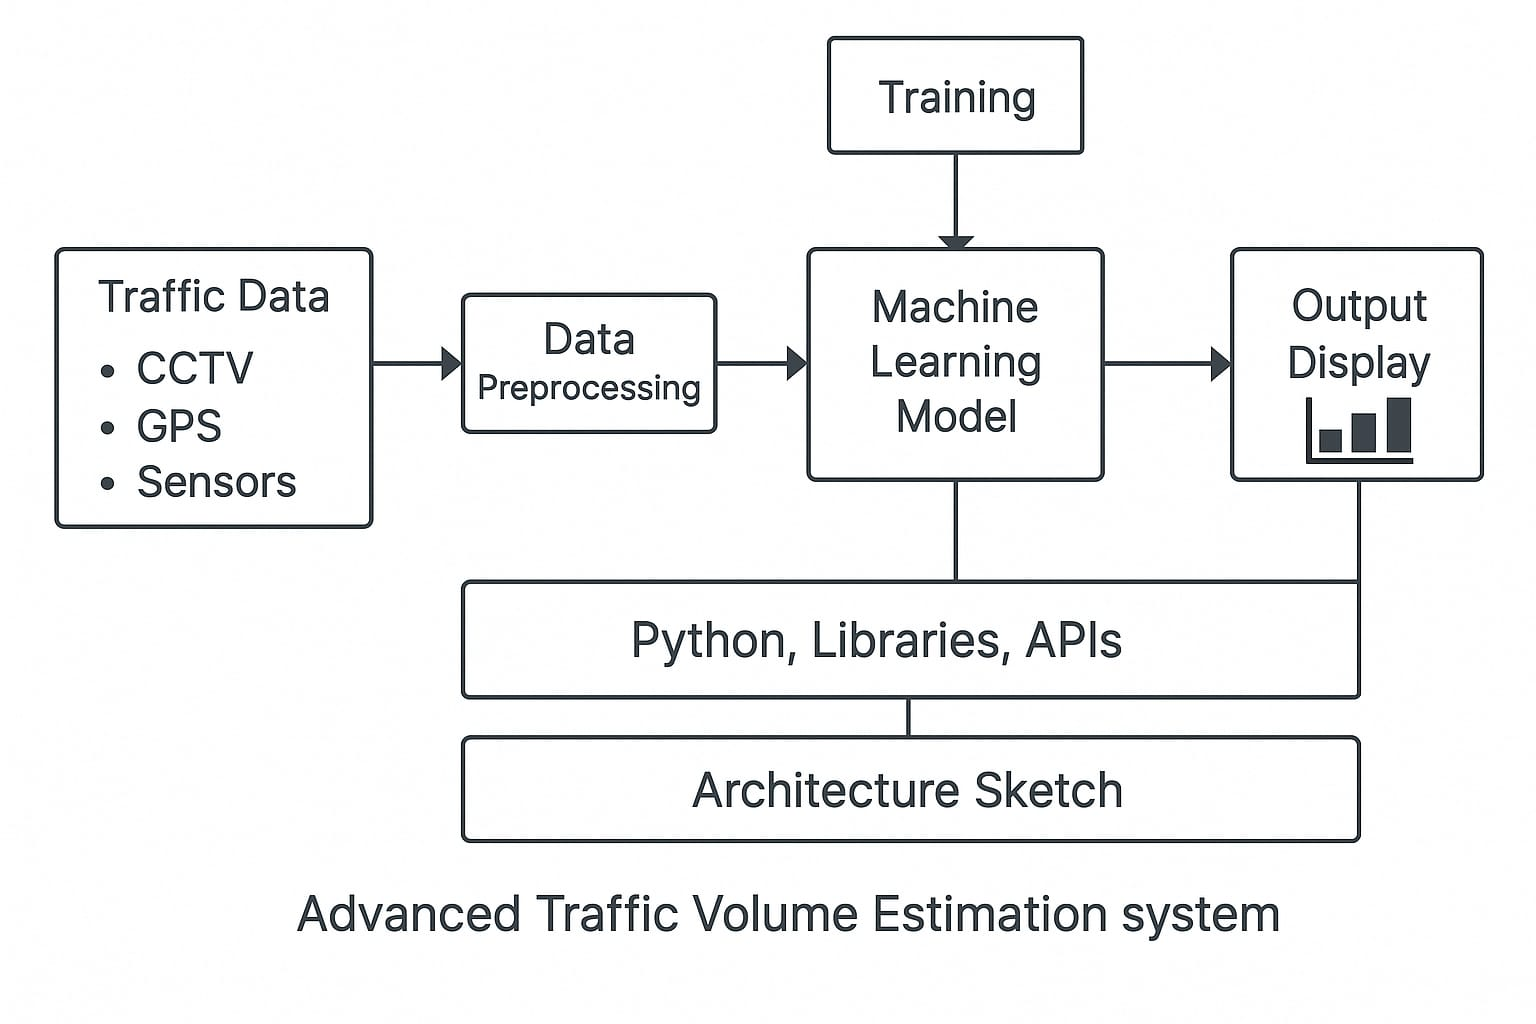 Training
Traffic Data
• CCTV
• GPS
• Sensors
Data
Preprocessing
Machine
Learning
Model
Output
Display
Python, Libraries, APIs
Architecture Sketch
Advanced Traffic Volume Estimation system